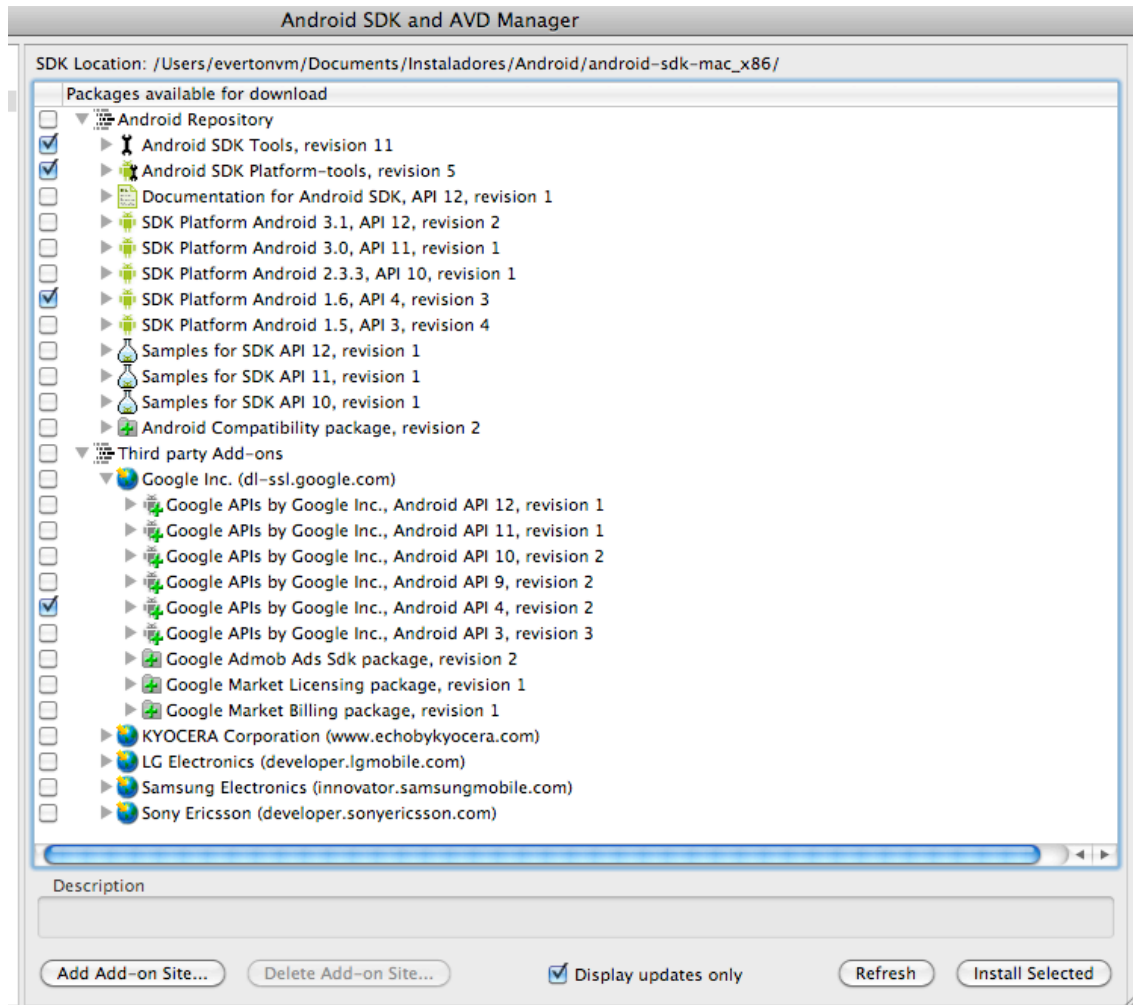 Android SDK and AVD Manager
SDK Location: /Users/evertonvm/Documents/Instaladores/Android/android-sdk-mac_x86/
Packages available for download
Android Repository
Android SDK Tools, revision 11
Android SDK Platform-tools, revision 5
Documentation for Android SDK, API 12, revision 1
SDK Platform Android 3.1, API 12, revision 2
SDK Platform Android 3.0, API 11, revision 1
SDK Platform Android 2.3.3, API 10, revision 1
SDK Platform Android 1.6, API 4, revision 3
SDK Platform Android 1.5, API 3, revision 4
Samples for SDK API 12, revision 1
Samples for SDK API 11, revision 1
Samples for SDK API 10, revision 1
Android Compatibility package, revision 2
Third party Add-ons
Google Inc. (dl-ssl.google.com)
Google APIs by Google Inc., Android API 12, revision 1
Google APIs by Google Inc., Android API 11, revision 1
Google APIs by Google Inc., Android API 10, revision 2
Google APIs by Google Inc., Android API 9, revision 2
Google APIs by Google Inc., Android API 4, revision 2
Google APIs by Google Inc., Android API 3, revision 3
Google Admob Ads Sdk package, revision 2
Google Market Licensing package, revision 1
Google Market Billing package, revision 1
KYOCERA Corporation (www.echobykyocera.com)
LG Electronics (developer.lgmobile.com)
Samsung Electronics (innovator.samsungmobile.com)
Sony Ericsson (developer.sonyericsson.com)
Description
Add Add-on Site... Delete Add-on Site... Display updates only Refresh Install Selected